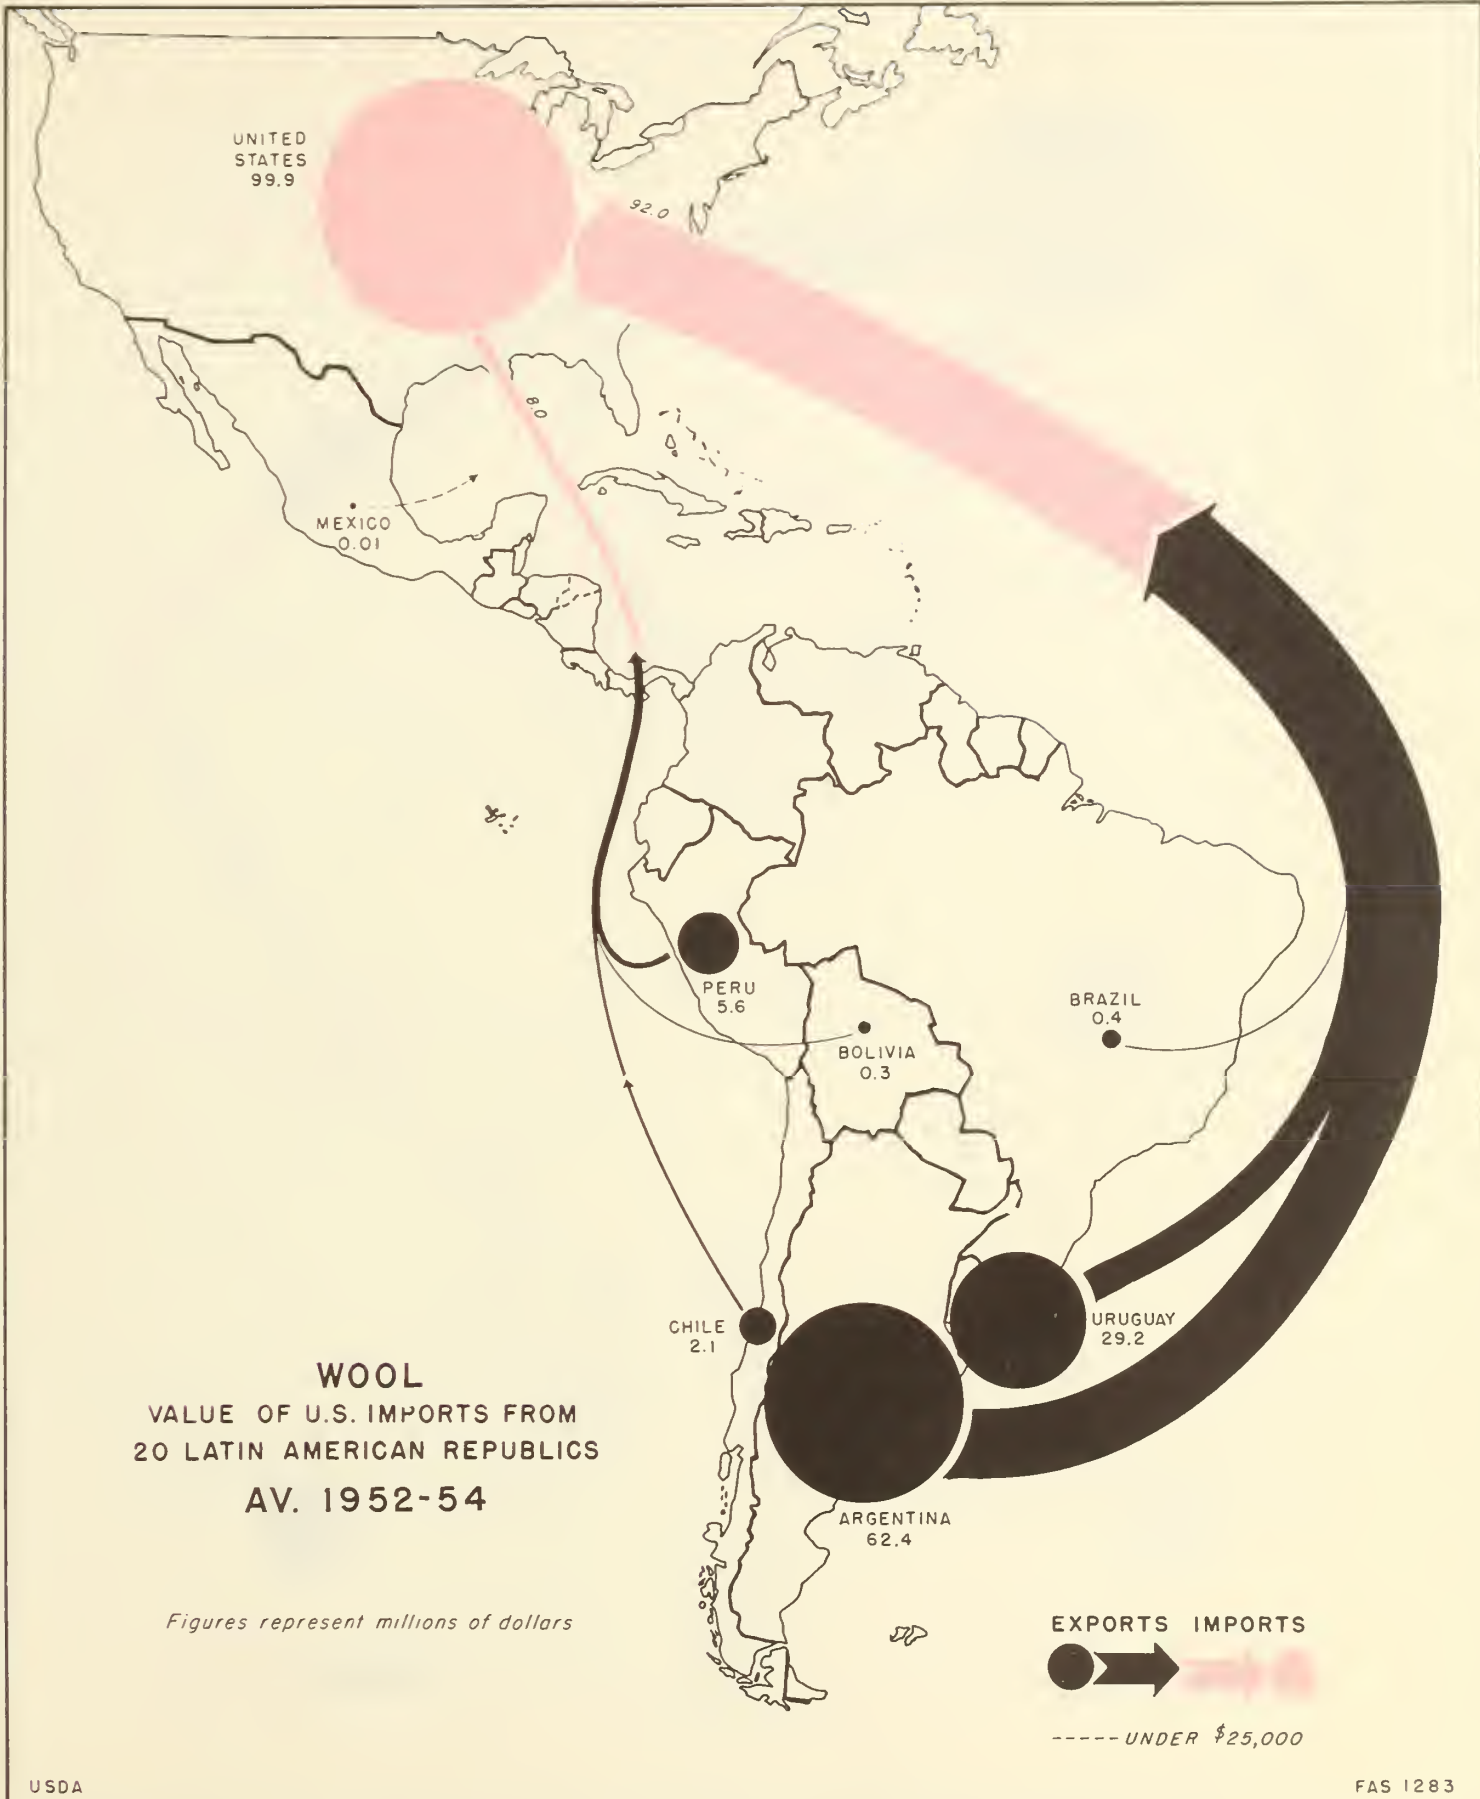 UNITED
STATES
99.9
92.0
8.0
MEXICO
0.01
PERU
5.6
BRAZIL
0.4
BOLIVIA
0.3
CHILE
2.1
URUGUAY
29.2
ARGENTINA
62.4
WOOL
VALUE OF U.S. IMPORTS FROM
20 LATIN AMERICAN REPUBLICS
AV. 1952-54
Figures represent millions of dollars
EXPORTS IMPORTS
-----UNDER $25,000
USDA
FAS 1283